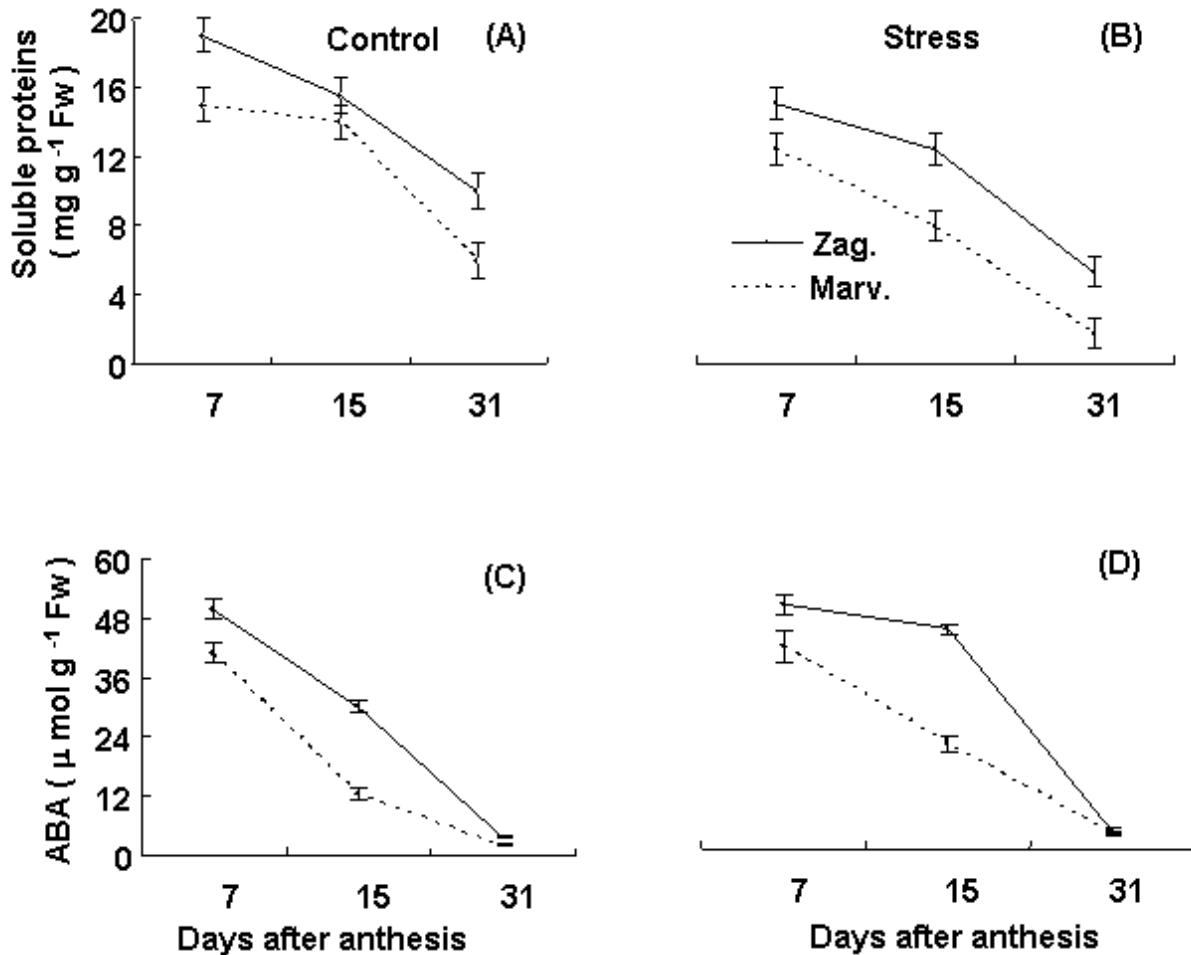 Control (A)
Stress (B)
Soluble proteins
( mg g -1 Fw )
20
16
12
8
4
0
Zag.
Marv.
7 15 31
7 15 31
(C)
(D)
ABA ( μ mol g -1 Fw )
60
48
36
24
12
0
7 15 31
7 15 31
Days after anthesis
Days after anthesis